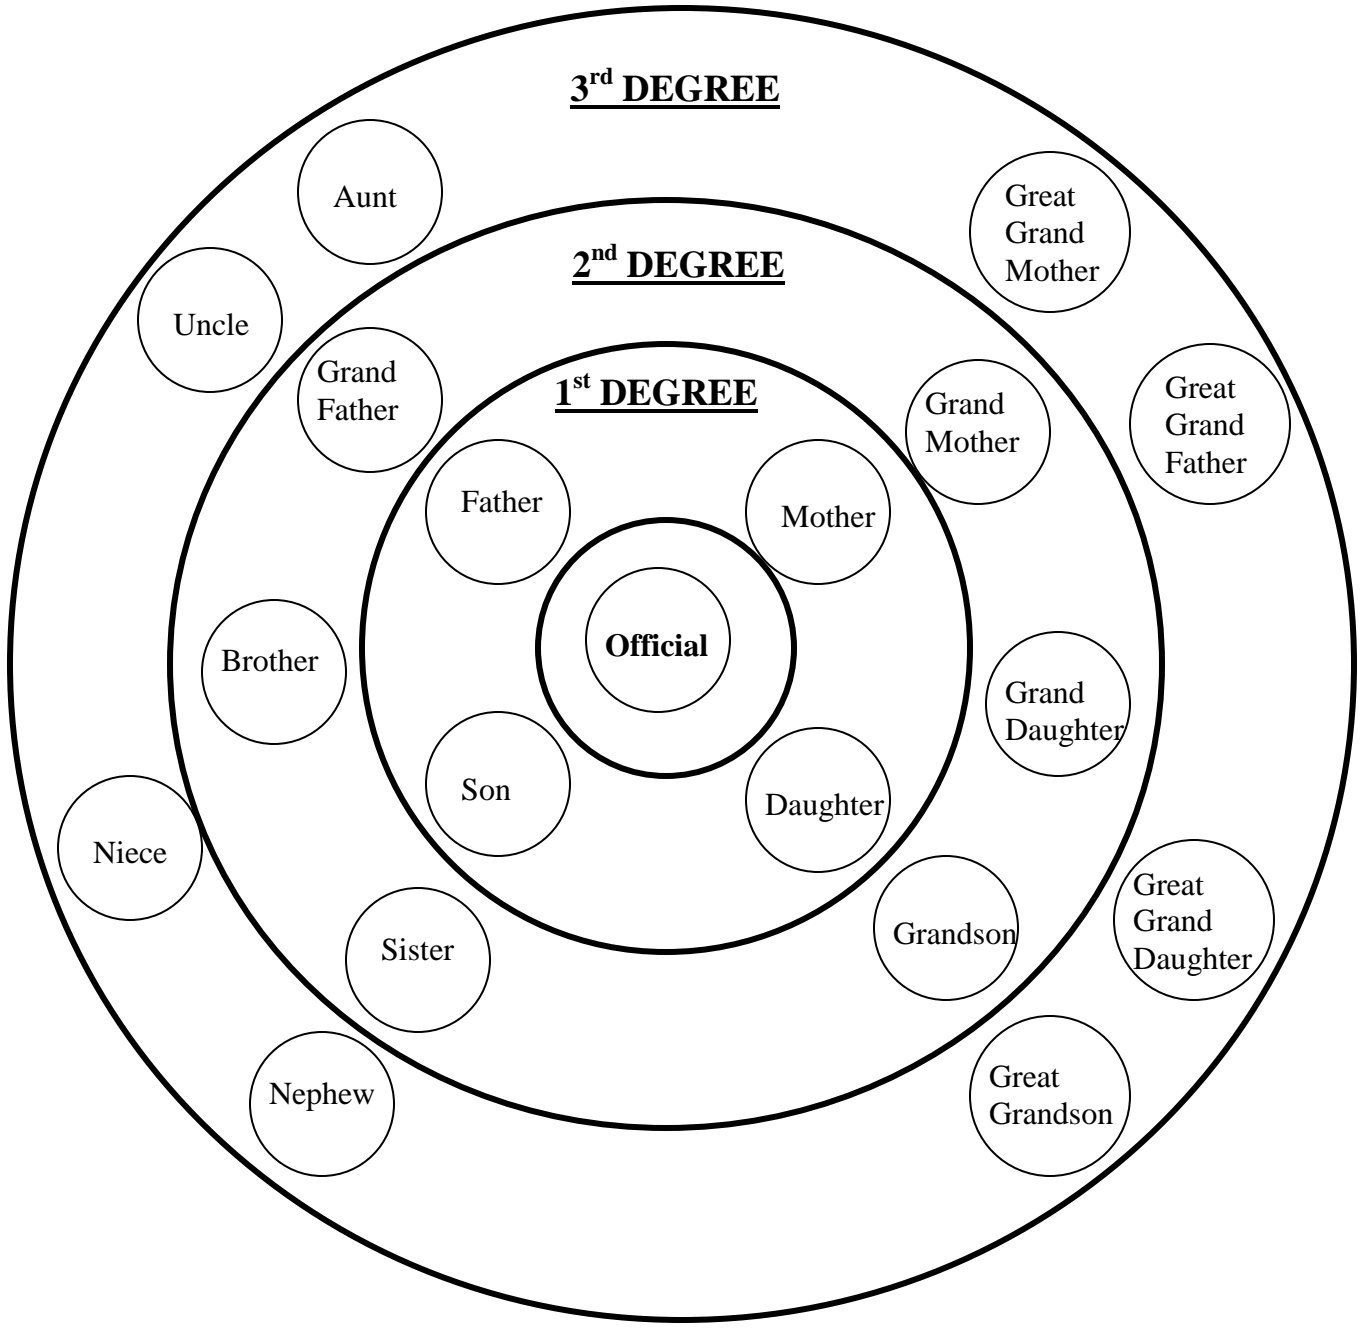 3rd DEGREE
Aunt
Great
Grand
Mother
2nd DEGREE
Uncle
Grand
Father
1st DEGREE
Grand
Mother
Great
Grand
Father
Father
Mother
Official
Brother
Grand
Daughter
Son
Daughter
Niece
Great
Grand
Daughter
Sister
Grandson
Nephew
Great
Grandson